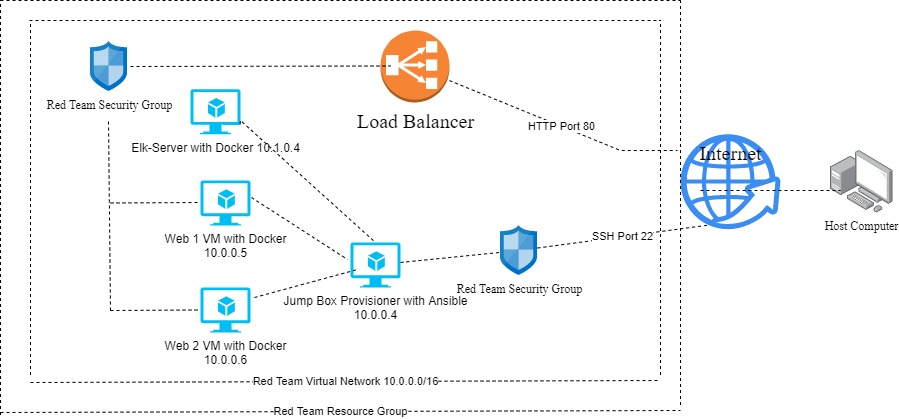 Red Team Security Group
Load Balancer
HTTP Port 80
Elk-Server with Docker 10.1.0.4
Internet
Host Computer
Web 1 VM with Docker
10.0.0.5
SSH Port 22
Red Team Security Group
Jump Box Provisioner with Ansible
10.0.0.4
Web 2 VM with Docker
10.0.0.6
Red Team Virtual Network 10.0.0.0/16
Red Team Resource Group